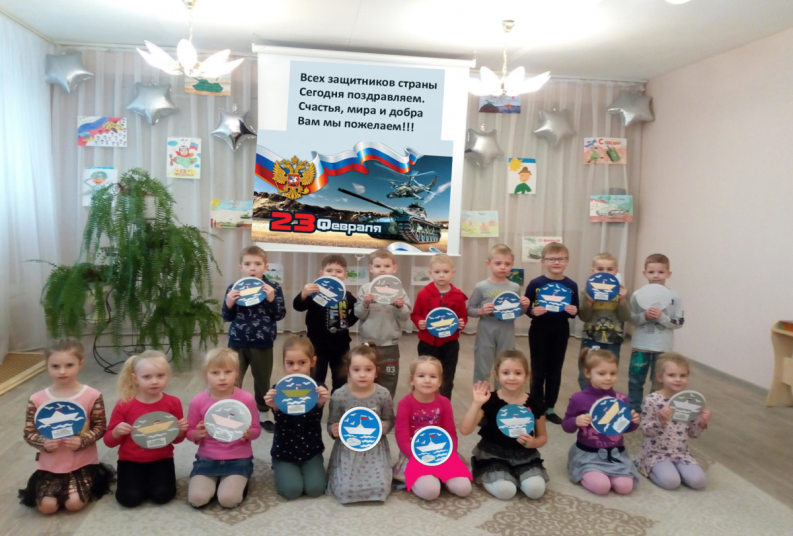 Всех защитников страны
Сегодня поздравляем.
Счастья, мира и добра
Вам мы пожелаем!!!
23 Февраля